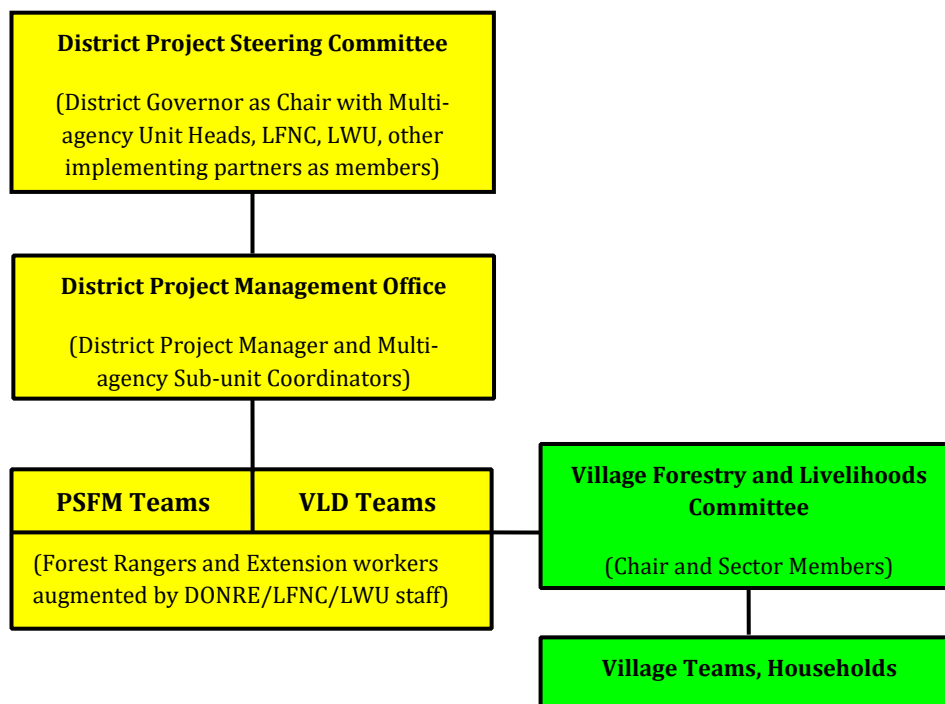 District Project Steering Committee
(District Governor as Chair with Multi-
agency Unit Heads, LFNC, LWU, other
implementing partners as members)
District Project Management Office
(District Project Manager and Multi-
agency Sub-unit Coordinators)
PSFM Teams
VLD Teams
(Forest Rangers and Extension workers
augmented by DONRE/LFNC/LWU staff)
Village Forestry and Livelihoods
Committee
(Chair and Sector Members)
Village Teams, Households